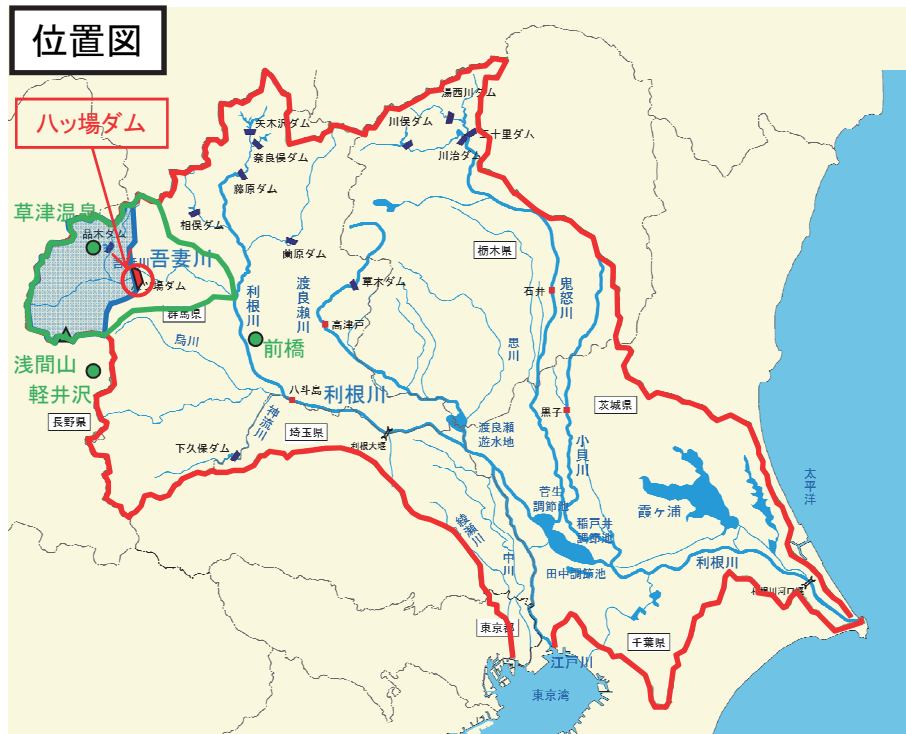 位置図
八ッ場ダム
湯西川ダム
川俣ダム
五十里ダム
川治ダム
矢木沢ダム
奈良俣ダム
藤原ダム
草津温泉
品木ダム
相俣ダム
薗原ダム
吾妻川
吾妻川
八ツ場ダム
草木ダム
栃木県
石井
鬼怒川
利根川
渡良瀬川
群馬県
高津戸
烏川
前橋
思川
浅間山
軽井沢
八斗島
利根川
黒子
茨城県
長野県
神流川
埼玉県
利根大堰
渡良瀬
遊水地
小貝川
下久保ダム
太平洋
菅生
調節池
霞ヶ浦
稲戸井
調節池
綾瀬川
中川
田中調節池
利根川
利根川河口堰
東京都
千葉県
江戸川
東京湾